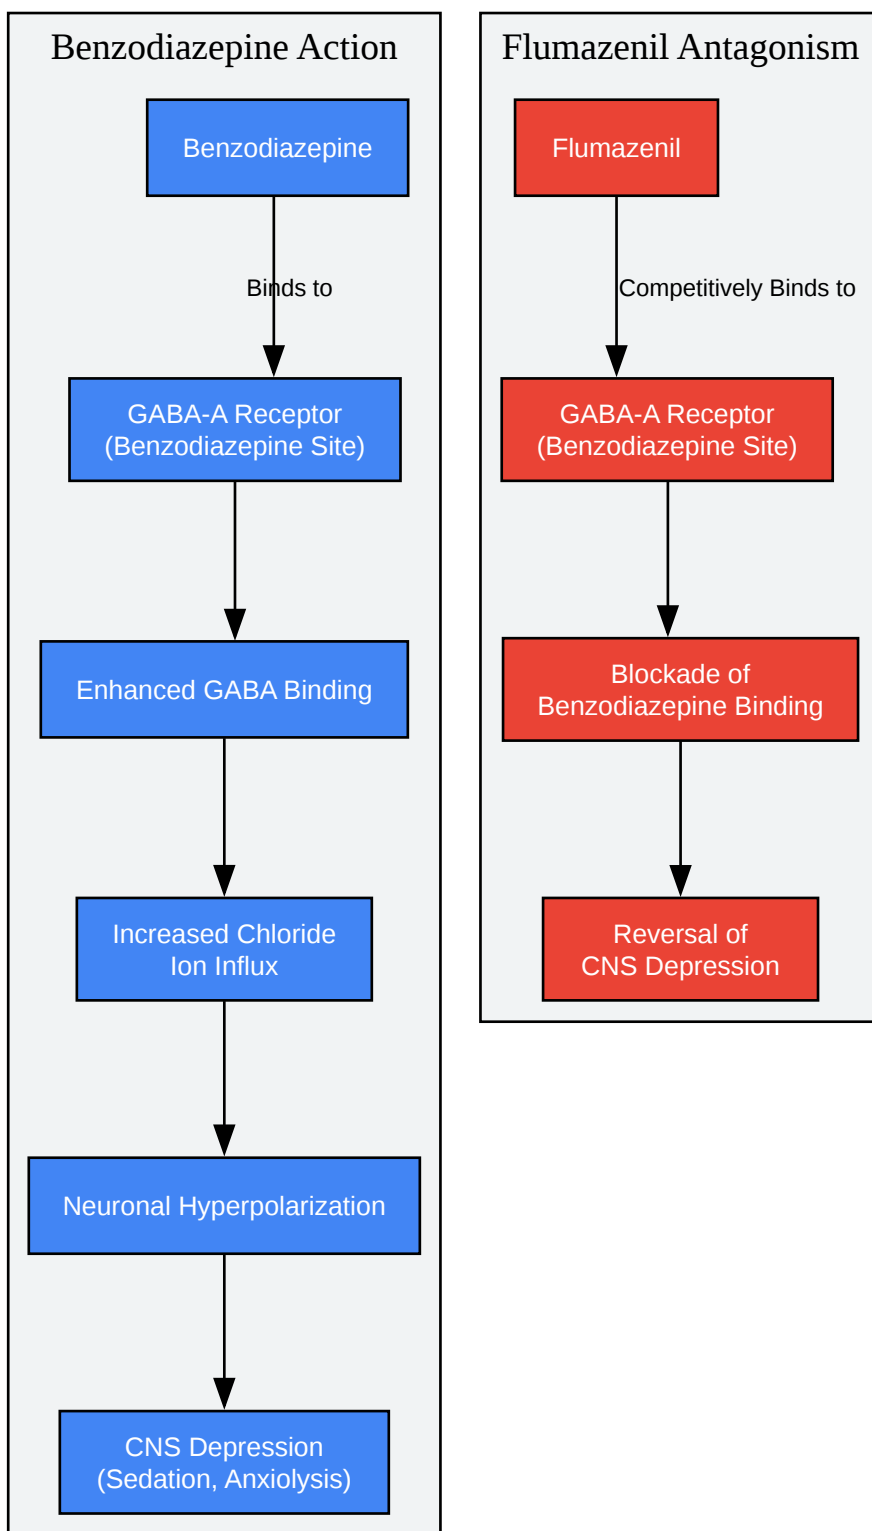 Benzodiazepine Action
Benzodiazepine
Binds to
GABA-A Receptor
(Benzodiazepine Site)
Enhanced GABA Binding
Increased Chloride
Ion Influx
Neuronal Hyperpolarization
CNS Depression
(Sedation, Anxiolysis)
Flumazenil Antagonism
Flumazenil
Competitively Binds to
GABA-A Receptor
(Benzodiazepine Site)
Blockade of
Benzodiazepine Binding
Reversal of
CNS Depression